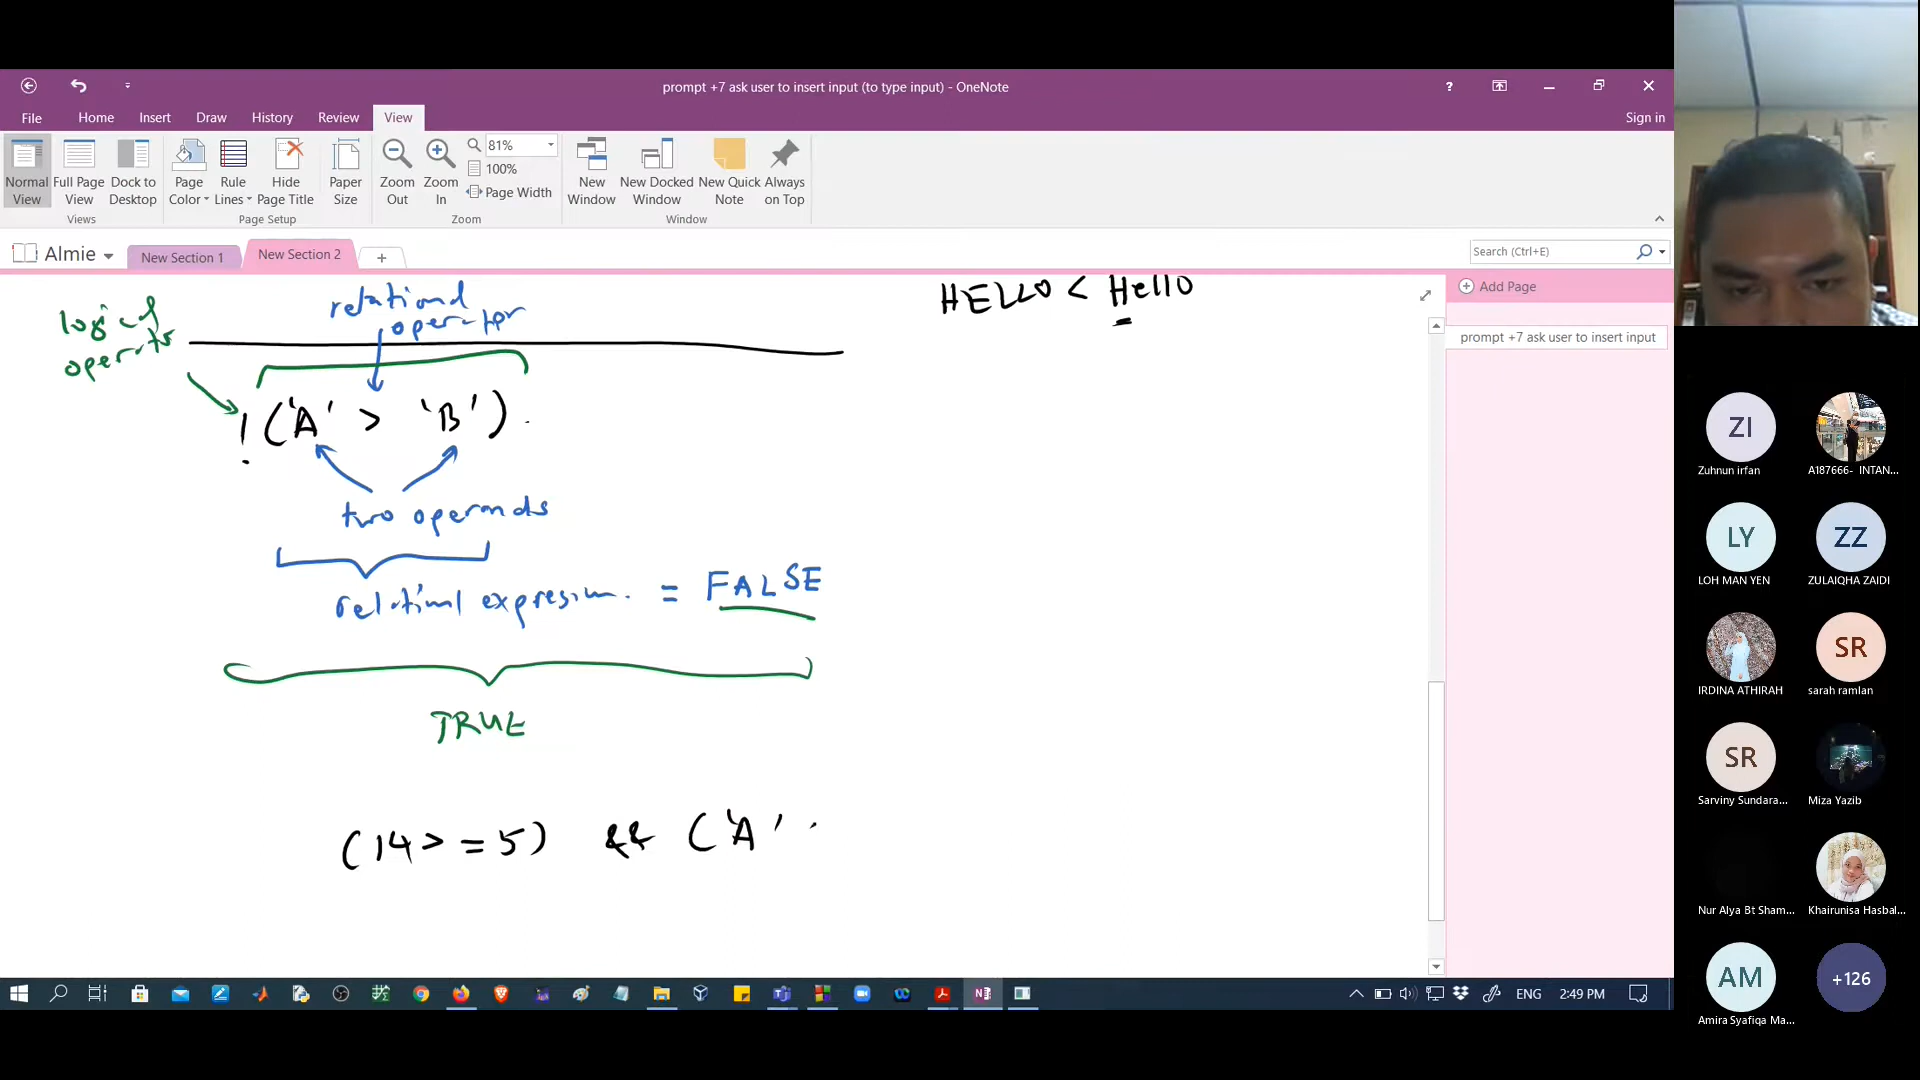 prompt +7 ask user to insert input (to type input) - OneNote
?
File Home Insert Draw History Review View Sign in
81%
100%
Page Width
Normal View
Full Page View
Dock to Desktop
Page Color
Rule Lines
Hide Page Title
Paper Size
Zoom Out
Zoom In
New Window
New Docked Window
New Quick Note
Always on Top
Views Page Setup Zoom Window
Almie New Section 1 New Section 2 +
Search (Ctrl+E)
Add Page
prompt +7 ask user to insert input
HELLO < Hello
logical
operator
relational
operator
! ('A' > 'B')
two operands
relational expression. = FALSE
TRUE
(14 >= 5) && ('A'
ZI
Zuhnun irfan
A187666- INTAN...
LY
LOH MAN YEN
ZZ
ZULAIQHA ZAIDI
IRDINA ATHIRAH
SR
sarah ramlan
SR
Sarviny Sundara...
Miza Yazib
Nur Alya Bt Sham...
Khairunisa Hasbal...
AM
Amira Syafiqa Ma...
+126
ENG 2:49 PM